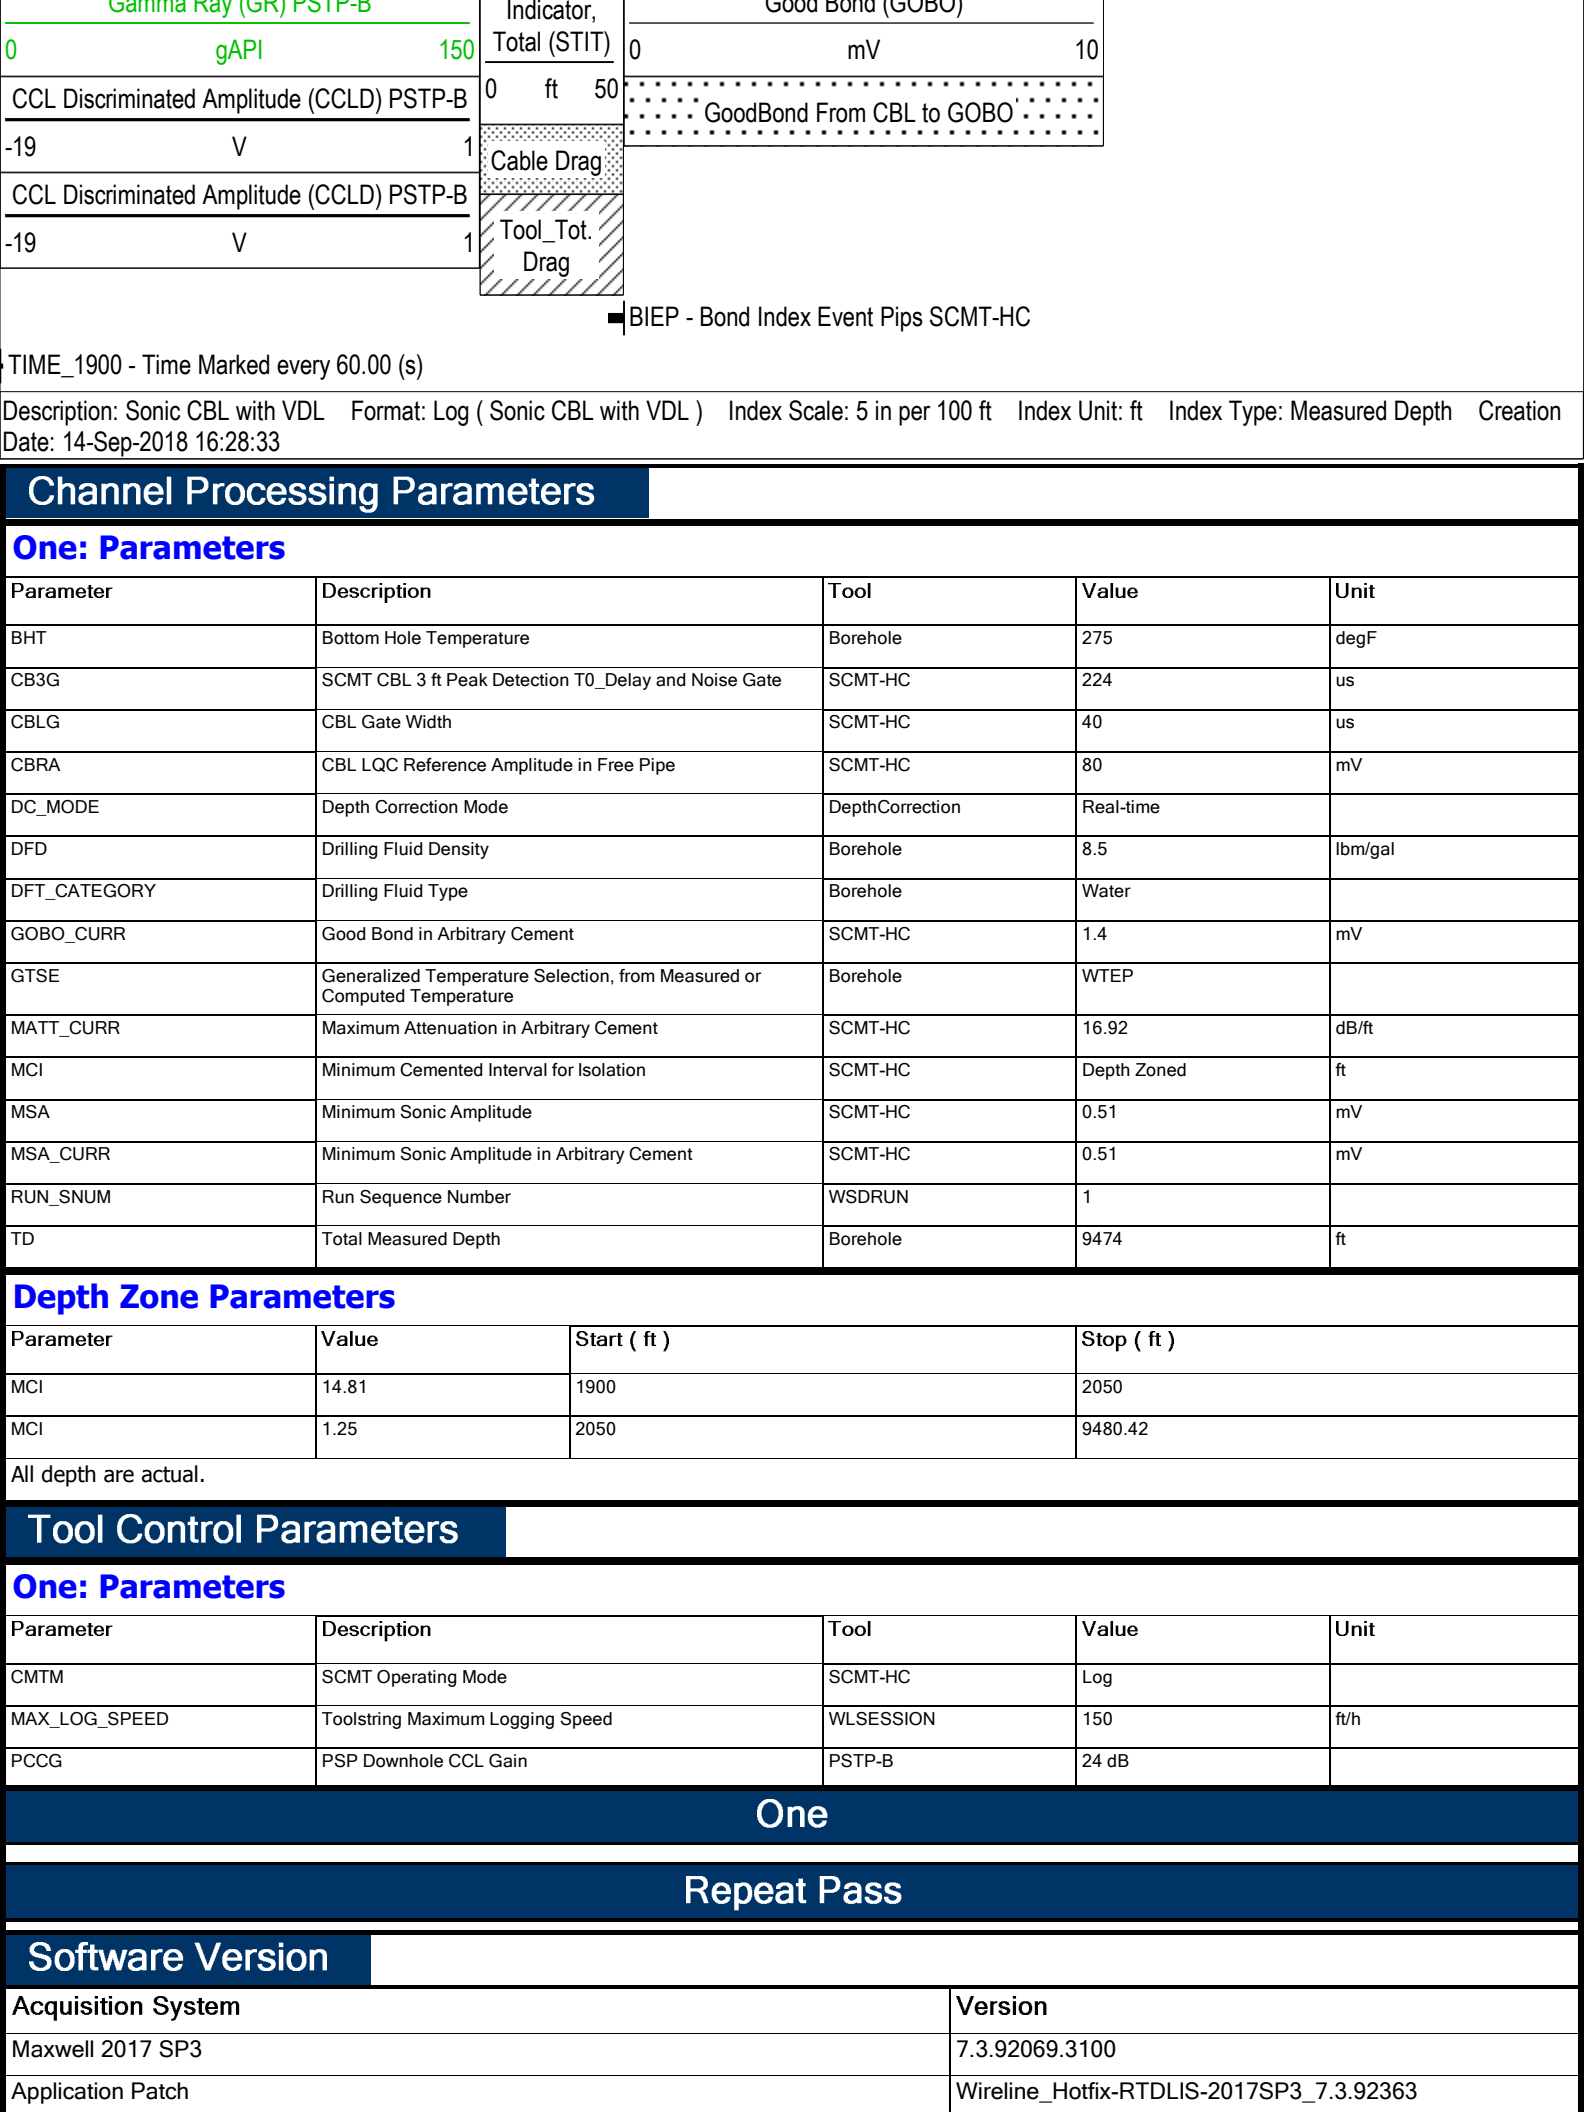 Gamma Ray (GR) PSTP-B
0 gAPI 150
CCL Discriminated Amplitude (CCLD) PSTP-B
-19 V 1
CCL Discriminated Amplitude (CCLD) PSTP-B
-19 V 1
Indicator,
Total (STIT)
0 ft 50
Cable Drag
Tool_Tot.
Drag
Good Bond (GOBO)
0 mV 10
GoodBond From CBL to GOBO
BIEP - Bond Index Event Pips SCMT-HC
TIME_1900 - Time Marked every 60.00 (s)
Description: Sonic CBL with VDL Format: Log ( Sonic CBL with VDL ) Index Scale: 5 in per 100 ft Index Unit: ft Index Type: Measured Depth Creation
Date: 14-Sep-2018 16:28:33
Channel Processing Parameters
One: Parameters
Parameter Description Tool Value Unit
BHT Bottom Hole Temperature Borehole 275 degF
CB3G SCMT CBL 3 ft Peak Detection T0_Delay and Noise Gate SCMT-HC 224 us
CBLG CBL Gate Width SCMT-HC 40 us
CBRA CBL LQC Reference Amplitude in Free Pipe SCMT-HC 80 mV
DC_MODE Depth Correction Mode DepthCorrection Real-time
DFD Drilling Fluid Density Borehole 8.5 lbm/gal
DFT_CATEGORY Drilling Fluid Type Borehole Water
GOBO_CURR Good Bond in Arbitrary Cement SCMT-HC 1.4 mV
GTSE Generalized Temperature Selection, from Measured or Borehole WTEP
Computed Temperature
MATT_CURR Maximum Attenuation in Arbitrary Cement SCMT-HC 16.92 dB/ft
MCI Minimum Cemented Interval for Isolation SCMT-HC Depth Zoned ft
MSA Minimum Sonic Amplitude SCMT-HC 0.51 mV
MSA_CURR Minimum Sonic Amplitude in Arbitrary Cement SCMT-HC 0.51 mV
RUN_SNUM Run Sequence Number WSDRUN 1
TD Total Measured Depth Borehole 9474 ft
Depth Zone Parameters
Parameter Value Start ( ft ) Stop ( ft )
MCI 14.81 1900 2050
MCI 1.25 2050 9480.42
All depth are actual.
Tool Control Parameters
One: Parameters
Parameter Description Tool Value Unit
CMTM SCMT Operating Mode SCMT-HC Log
MAX_LOG_SPEED Toolstring Maximum Logging Speed WLSESSION 150 ft/h
PCCG PSP Downhole CCL Gain PSTP-B 24 dB
One
Repeat Pass
Software Version
Acquisition System Version
Maxwell 2017 SP3 7.3.92069.3100
Application Patch Wireline_Hotfix-RTDLIS-2017SP3_7.3.92363